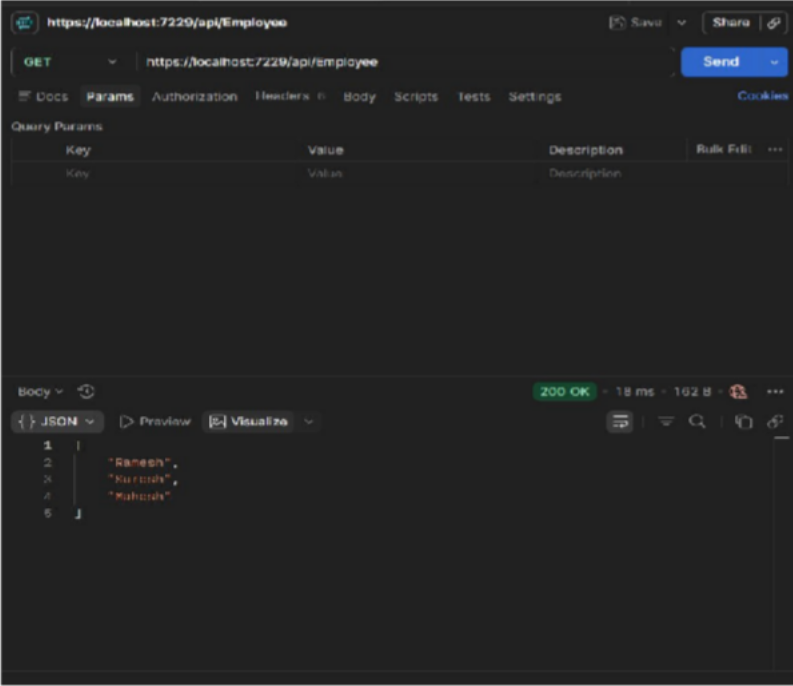 https://localhost:7229/api/Employee Save Share
GET https://localhost:7229/api/Employee Send
Docs Params Authorization Headers 6 Body Scripts Tests Settings Cookies
Query Params
Key Value Description Bulk Edit
Key Value Description
Body 200 OK 18 ms 162 B
{} JSON Preview Visualize
1 [
2 "Ramesh",
3 "Suresh",
4 "Mahesh"
5 ]